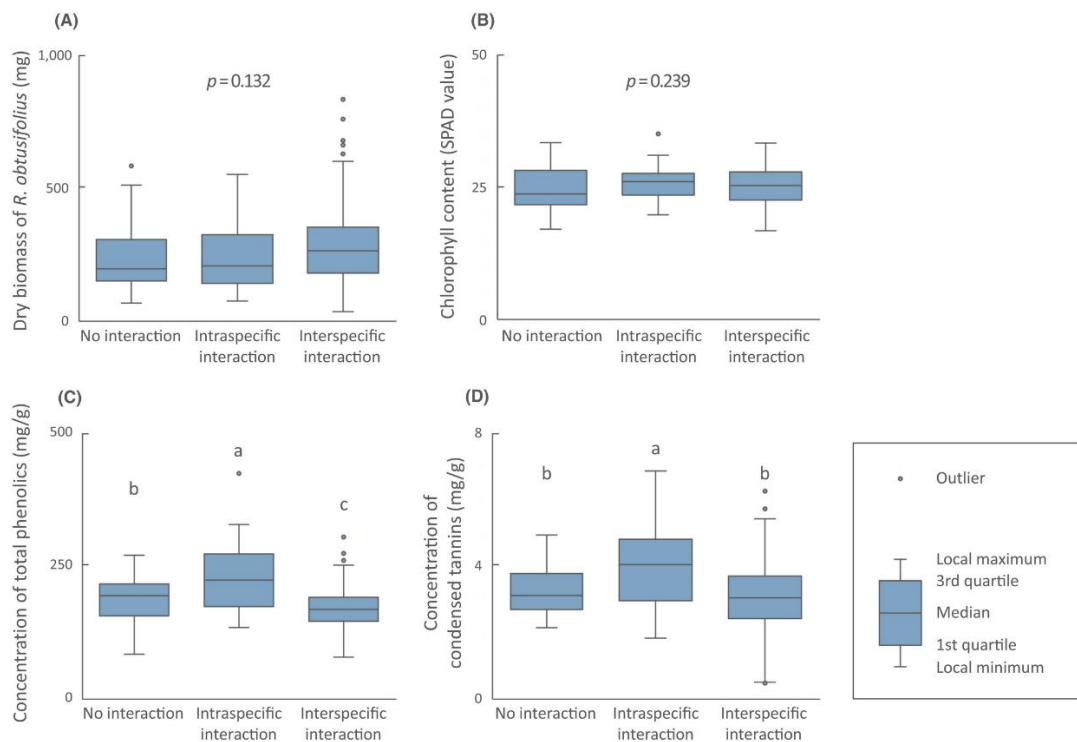 (A)
Dry biomass of R. obtusifolius (mg)
1,000
500
0
p = 0.132
No interaction
Intraspecific
interaction
Interspecific
interaction
(B)
Chlorophyll content (SPAD value)
50
25
0
p = 0.239
No interaction
Intraspecific
interaction
Interspecific
interaction
(C)
Concentration of total phenolics (mg/g)
500
250
0
b
a
c
No interaction
Intraspecific
interaction
Interspecific
interaction
(D)
Concentration of
condensed tannins (mg/g)
8
4
0
b
a
b
No interaction
Intraspecific
interaction
Interspecific
interaction
Outlier
Local maximum
3rd quartile
Median
1st quartile
Local minimum